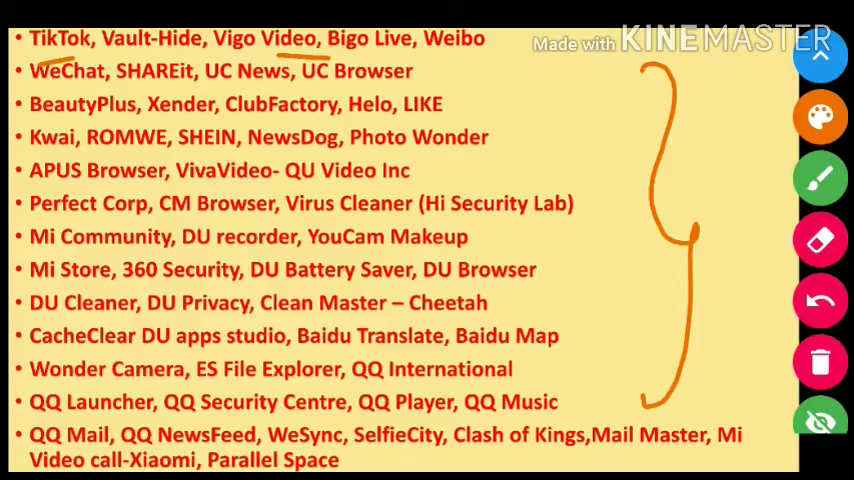 • TikTok, Vault-Hide, Vigo Video, Bigo Live, Weibo
Made with KINEMASTER
• WeChat, SHAREit, UC News, UC Browser
• BeautyPlus, Xender, ClubFactory, Helo, LIKE
• Kwai, ROMWE, SHEIN, NewsDog, Photo Wonder
• APUS Browser, VivaVideo- QU Video Inc
• Perfect Corp, CM Browser, Virus Cleaner (Hi Security Lab)
• Mi Community, DU recorder, YouCam Makeup
• Mi Store, 360 Security, DU Battery Saver, DU Browser
• DU Cleaner, DU Privacy, Clean Master – Cheetah
• CacheClear DU apps studio, Baidu Translate, Baidu Map
• Wonder Camera, ES File Explorer, QQ International
• QQ Launcher, QQ Security Centre, QQ Player, QQ Music
• QQ Mail, QQ NewsFeed, WeSync, SelfieCity, Clash of Kings,Mail Master, Mi
Video call-Xiaomi, Parallel Space